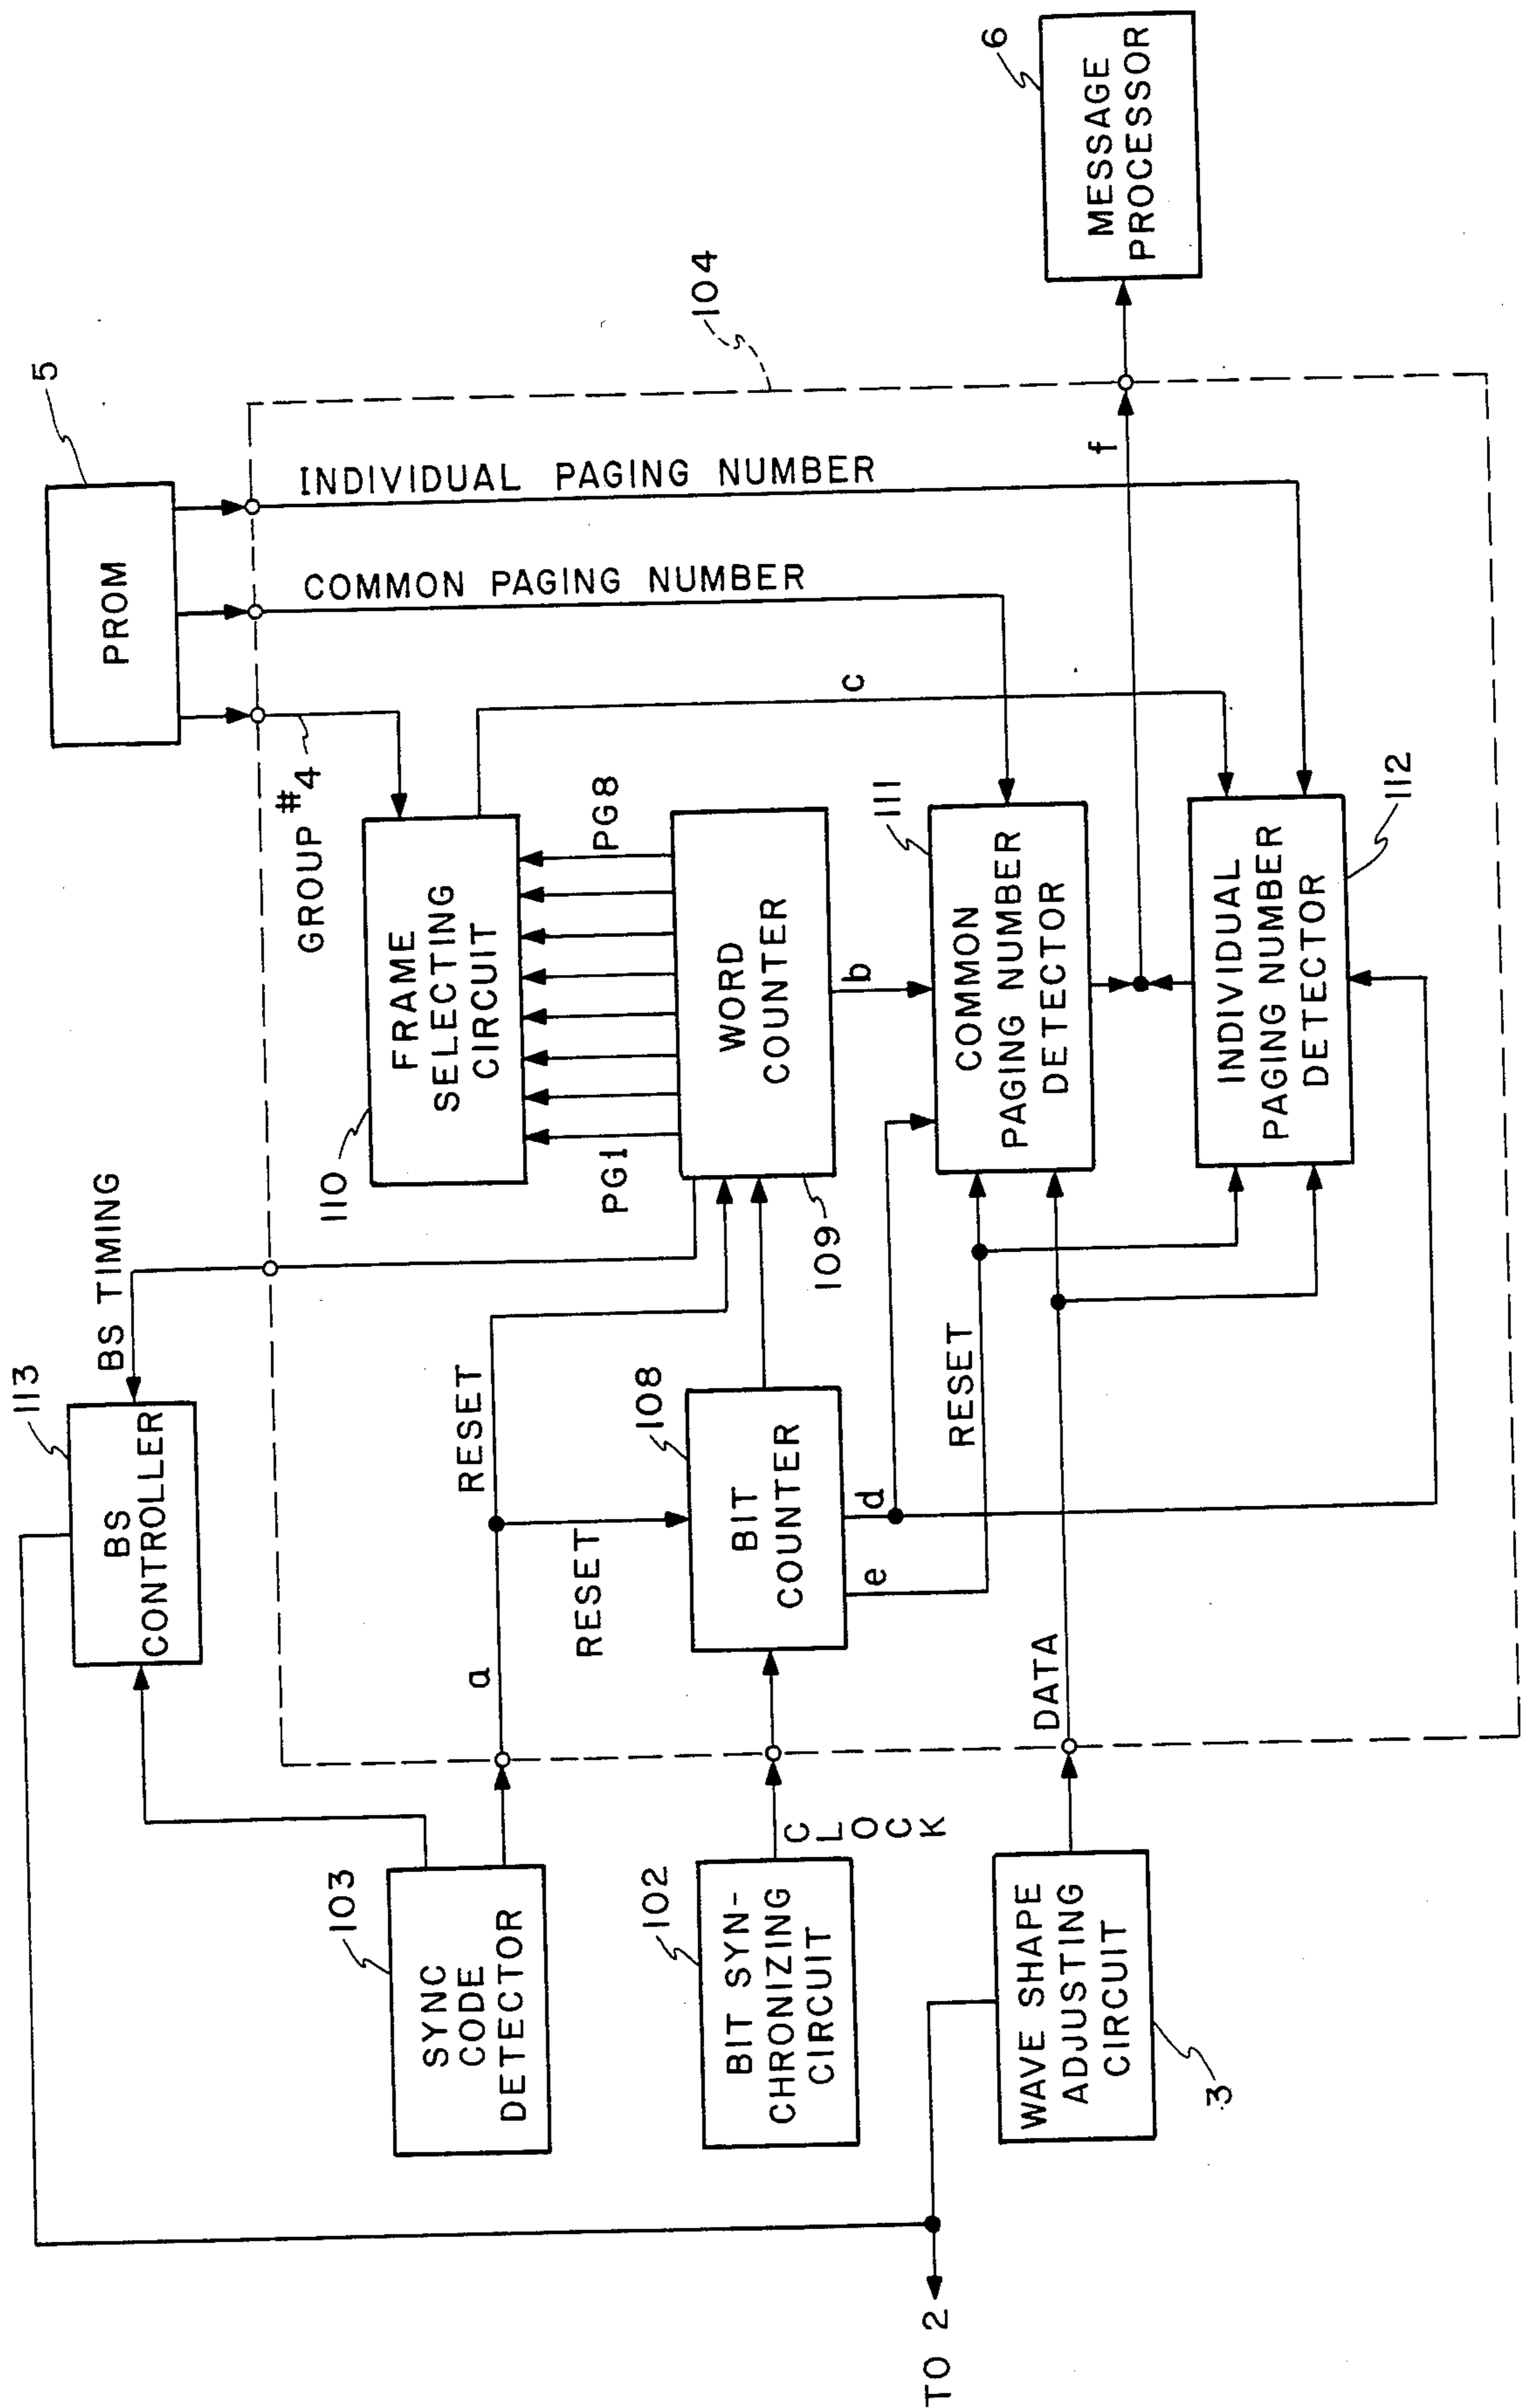 113
BS
CONTROLLER
BS TIMING
5
PROM
GROUP #4
COMMON PAGING NUMBER
INDIVIDUAL PAGING NUMBER
104
103
SYNC
CODE
DETECTOR
a
RESET
RESET
110
FRAME
SELECTING
CIRCUIT
c
PG1
PG8
102
BIT SYN-
CHRONIZING
CIRCUIT
CLOCK
108
BIT
COUNTER
e
d
109
WORD
COUNTER
b
WAVE SHAPE
ADJUSTING
CIRCUIT
3
DATA
RESET
111
COMMON
PAGING NUMBER
DETECTOR
f
6
MESSAGE
PROCESSOR
INDIVIDUAL
PAGING NUMBER
DETECTOR
112
TO 2